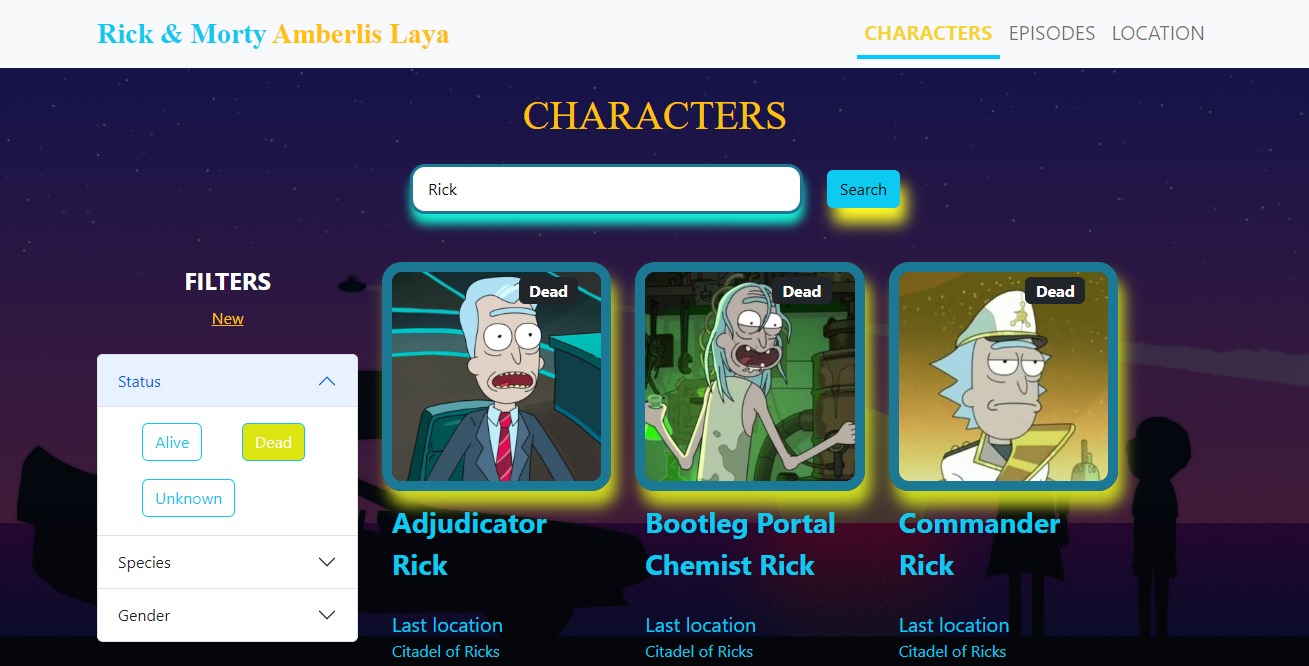 Rick & Morty Amberlis Laya
CHARACTERS EPISODES LOCATION
CHARACTERS
Rick
Search
FILTERS
New
Status
Alive
Dead
Unknown
Species
Gender
Dead
Adjudicator
Rick
Last location
Citadel of Ricks
Dead
Bootleg Portal
Chemist Rick
Last location
Citadel of Ricks
Dead
Commander
Rick
Last location
Citadel of Ricks